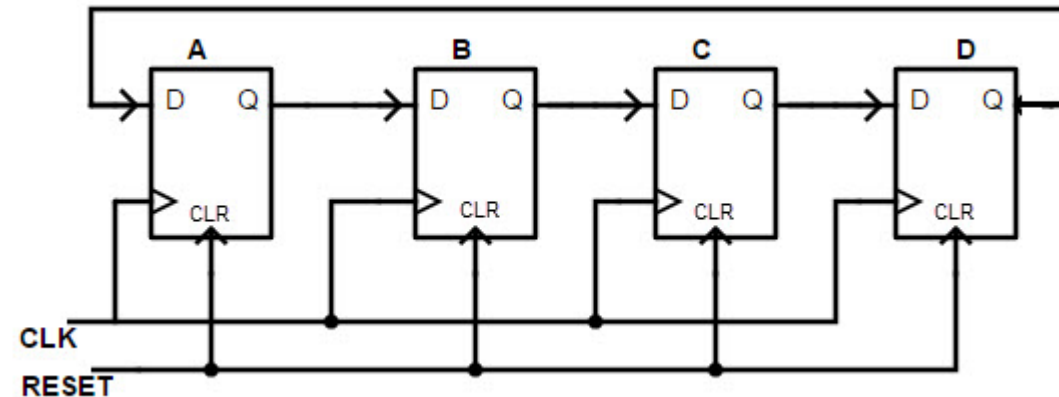 A B C D
D Q D Q D Q D Q
CLR CLR CLR CLR
CLK
RESET